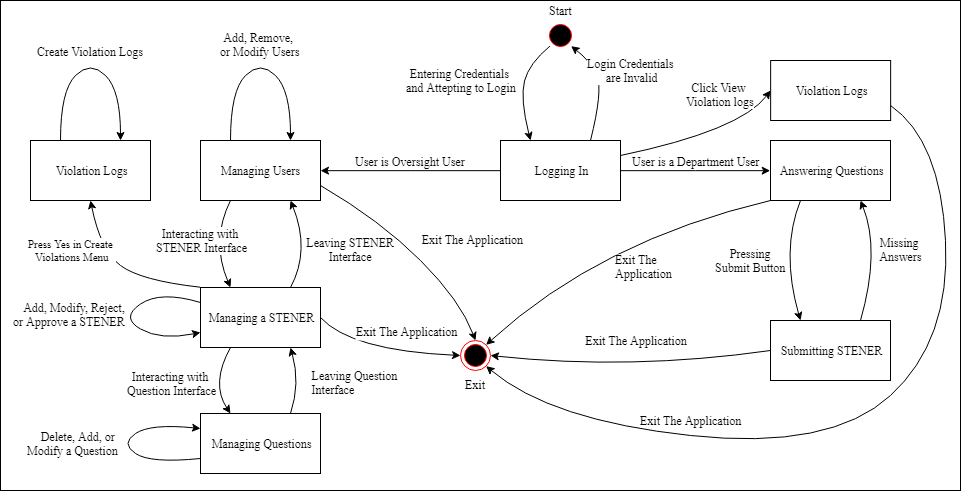 Start
Create Violation Logs
Add, Remove,
or Modify Users
Entering Credentials
and Attepting to Login
Login Credentials
are Invalid
Click View
Violation logs
Violation Logs
Violation Logs
Managing Users
User is Oversight User
Logging In
User is a Department User
Answering Questions
Press Yes in Create
Violations Menu
Interacting with
STENER Interface
Leaving STENER
Interface
Exit The Application
Exit The
Application
Pressing
Submit Button
Missing
Answers
Add, Modify, Reject,
or Approve a STENER
Managing a STENER
Exit The Application
Exit The Application
Submitting STENER
Exit
Interacting with
Question Interface
Leaving Question
Interface
Exit The Application
Delete, Add, or
Modify a Question
Managing Questions